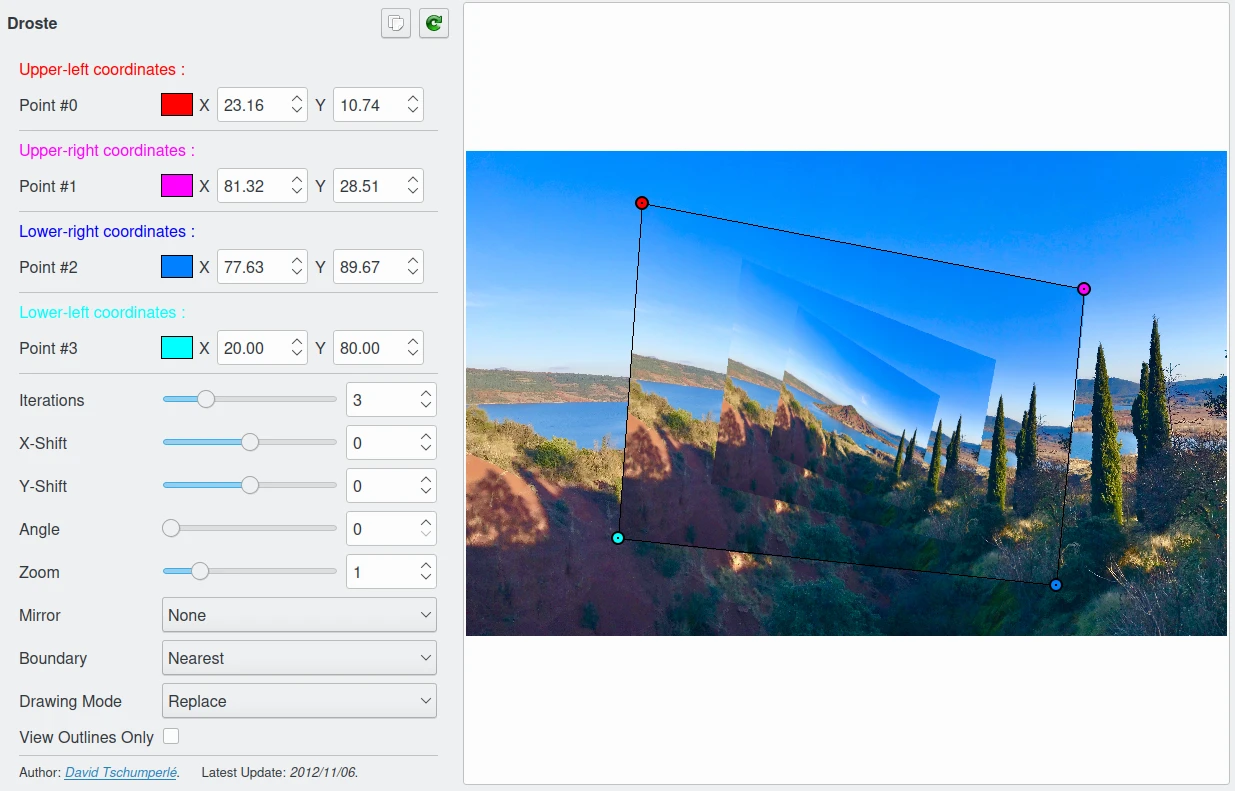 Droste
Upper-left coordinates :
Point #0 X 23.16 Y 10.74
Upper-right coordinates :
Point #1 X 81.32 Y 28.51
Lower-right coordinates :
Point #2 X 77.63 Y 89.67
Lower-left coordinates :
Point #3 X 20.00 Y 80.00
Iterations 3
X-Shift 0
Y-Shift 0
Angle 0
Zoom 1
Mirror None
Boundary Nearest
Drawing Mode Replace
View Outlines Only
Author: David Tschumperlé. Latest Update: 2012/11/06.